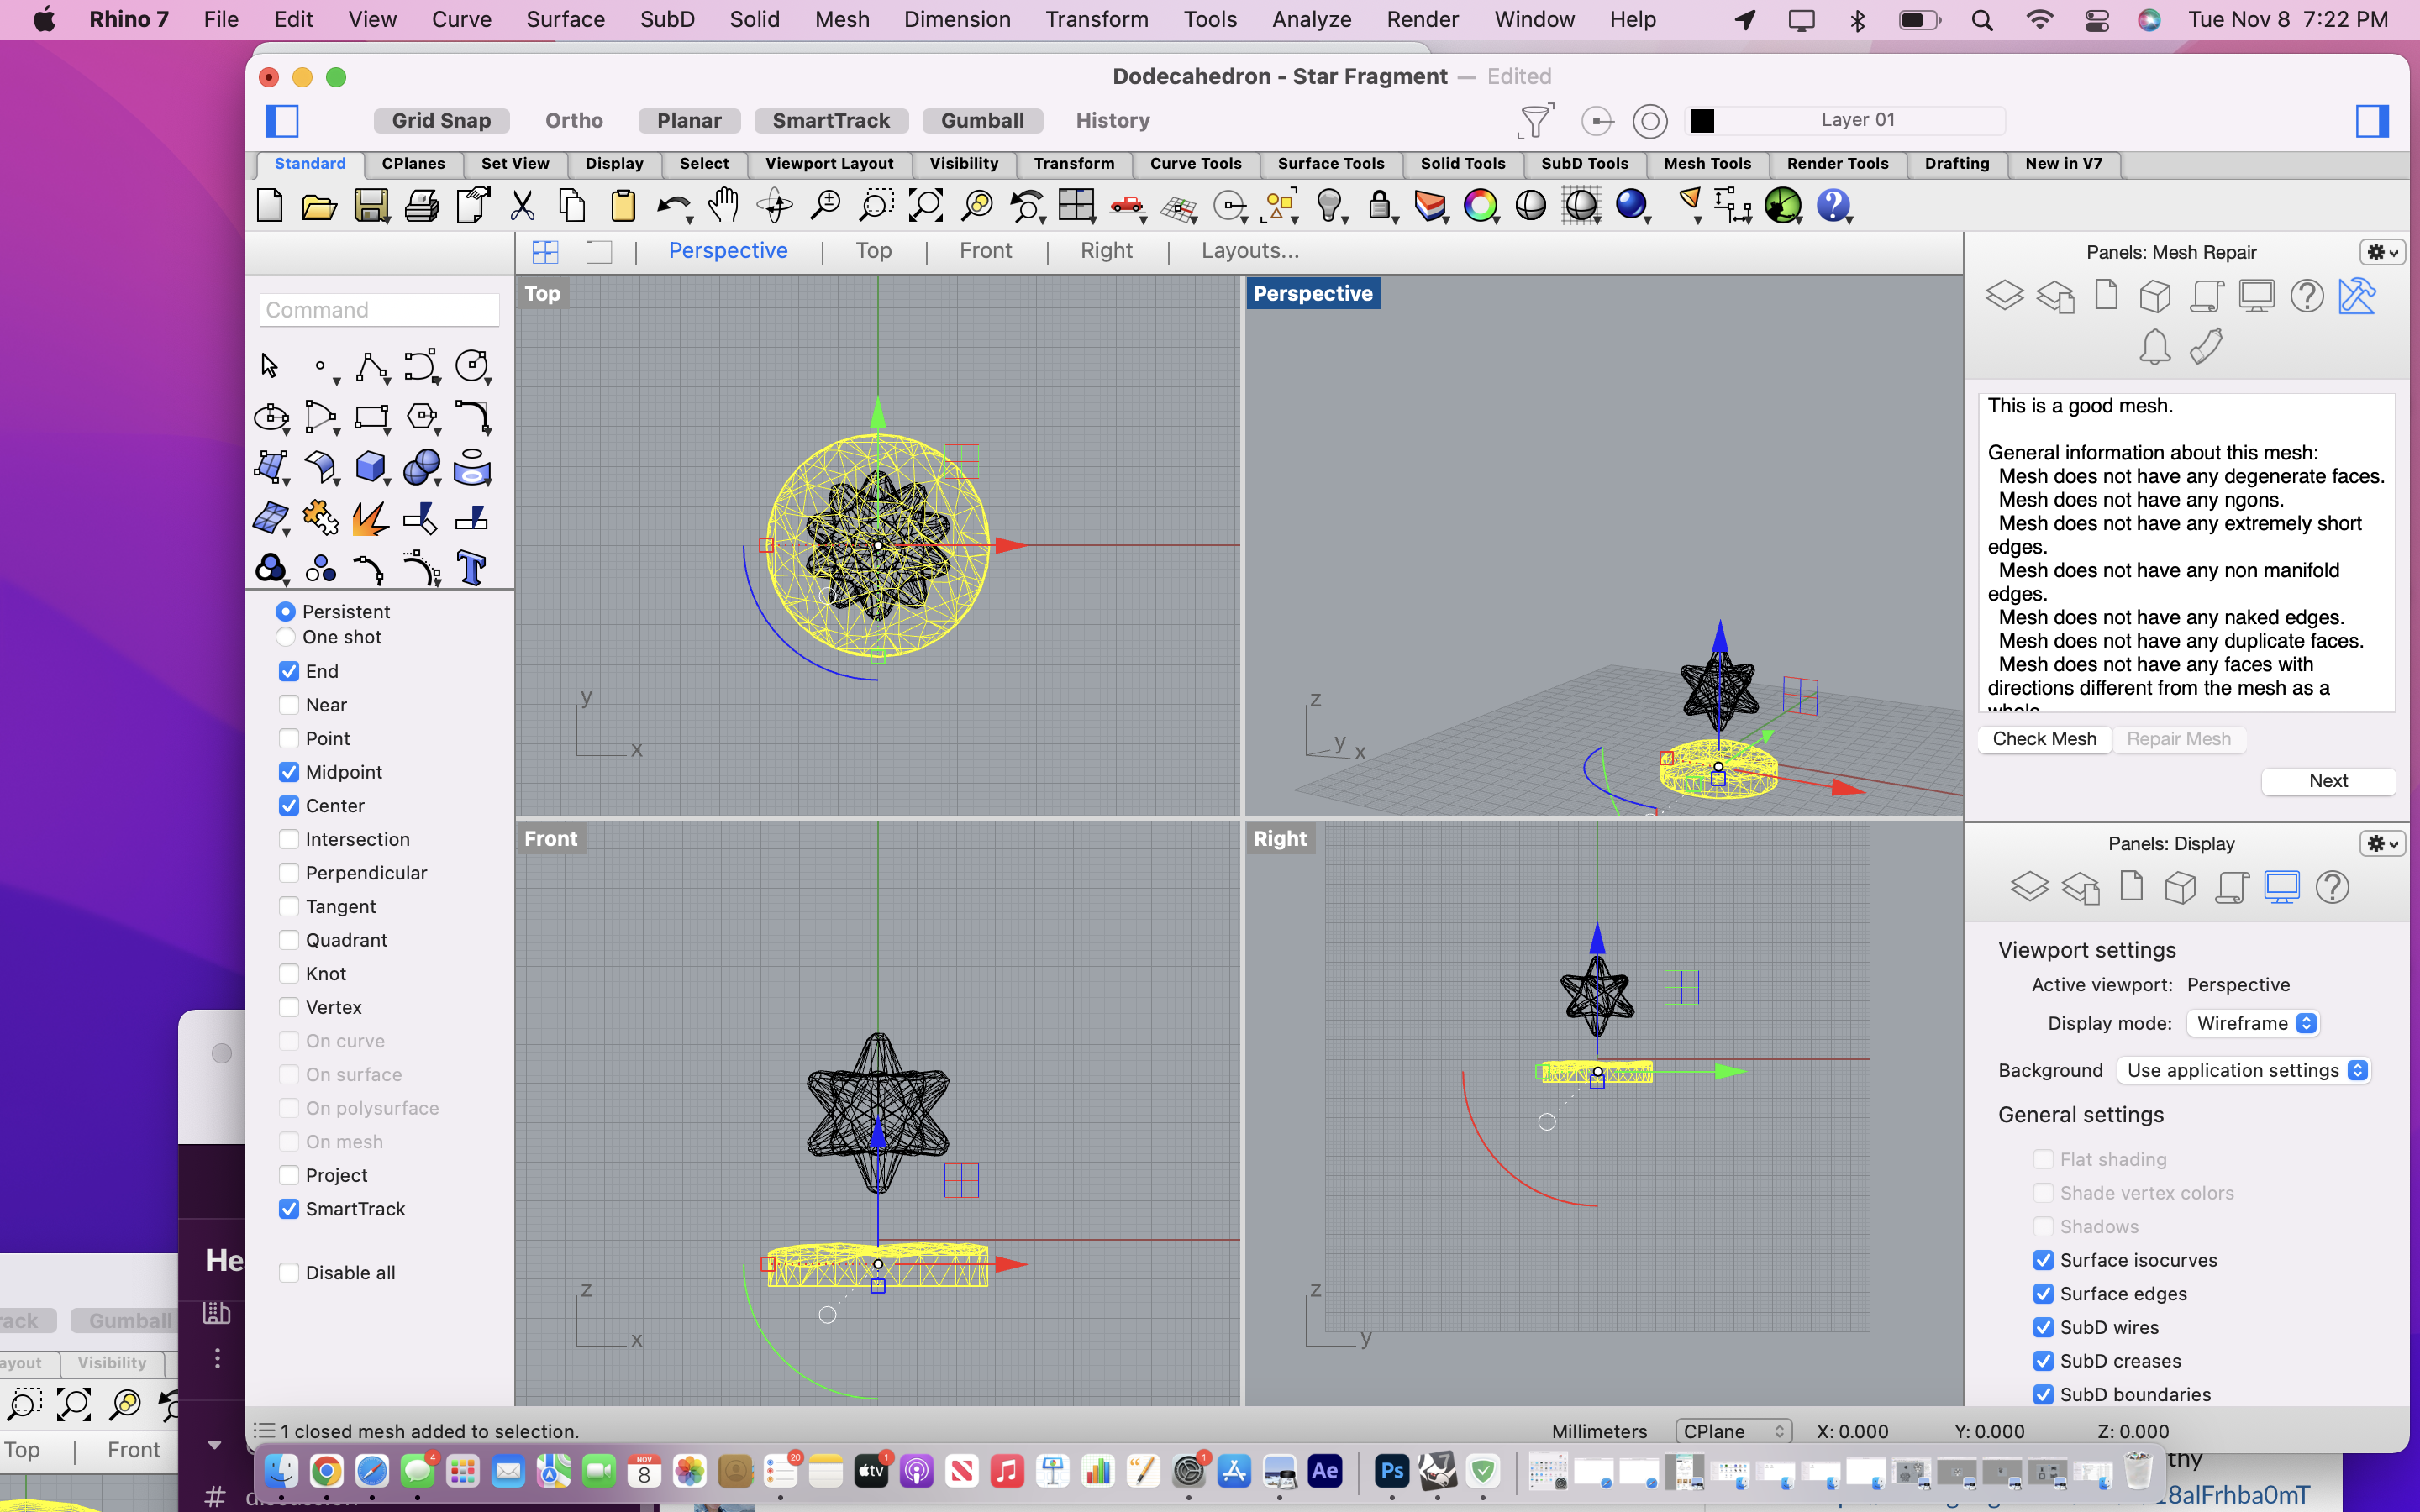 Rhino 7 File Edit View Curve Surface SubD Solid Mesh Dimension Transform Tools Analyze Render Window Help Tue Nov 8 7:22 PM
Dodecahedron - Star Fragment — Edited
Grid Snap Ortho Planar SmartTrack Gumball History Layer 01
Standard CPlanes Set View Display Select Viewport Layout Visibility Transform Curve Tools Surface Tools Solid Tools SubD Tools Mesh Tools Render Tools Drafting New in V7
Perspective | Top | Front | Right | Layouts...
Command
Persistent
One shot
End
Near
Point
Midpoint
Center
Intersection
Perpendicular
Tangent
Quadrant
Knot
Vertex
On curve
On surface
On polysurface
On mesh
Project
SmartTrack
Disable all
Top
y
x
Perspective
z
y
x
Front
z
x
Right
z
y
Panels: Mesh Repair
This is a good mesh.
General information about this mesh:
Mesh does not have any degenerate faces.
Mesh does not have any ngons.
Mesh does not have any extremely short
edges.
Mesh does not have any non manifold
edges.
Mesh does not have any naked edges.
Mesh does not have any duplicate faces.
Mesh does not have any faces with
directions different from the mesh as a
whole
Check Mesh Repair Mesh
Next
Panels: Display
Viewport settings
Active viewport: Perspective
Display mode: Wireframe
Background Use application settings
General settings
Flat shading
Shade vertex colors
Shadows
Surface isocurves
Surface edges
SubD wires
SubD creases
SubD boundaries
1 closed mesh added to selection.
Millimeters CPlane X: 0.000 Y: 0.000 Z: 0.000
He
rack Gumball
ayout Visibility
Top | Front
#
4
NOV
8
20
1
tv
1
Ae
Ps
thy
18alFrhba0mT